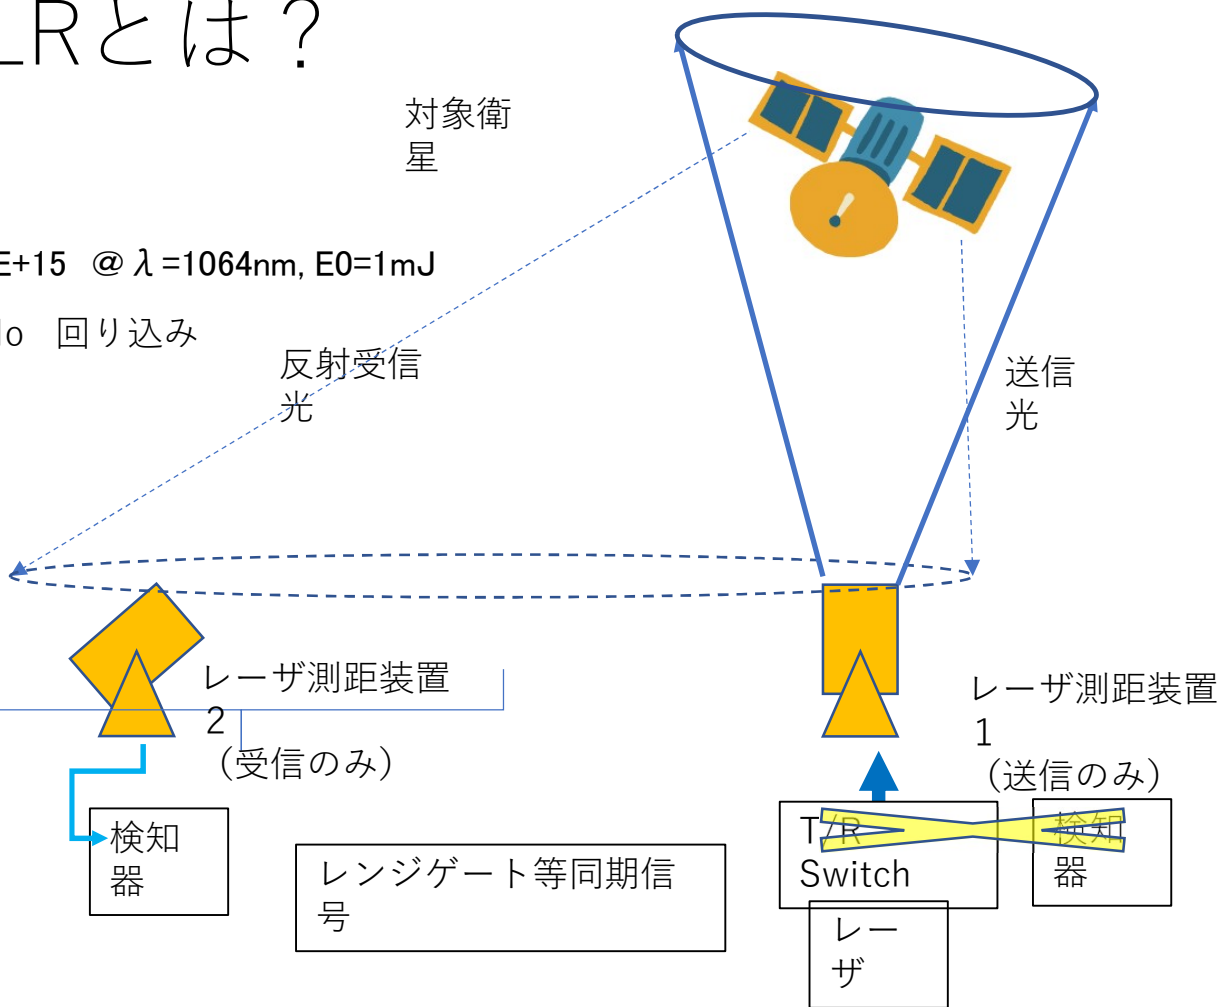 LRとは？
対象衛
星
E+15 @λ=1064nm, E0=1mJ
回り込み
反射受信
光
送信
光
レーザ測距装置
2
（受信のみ）
レーザ測距装置
1
（送信のみ）
検知
器
レンジゲート等同期信
号
T/R
Switch
検知
器
レー
ザ